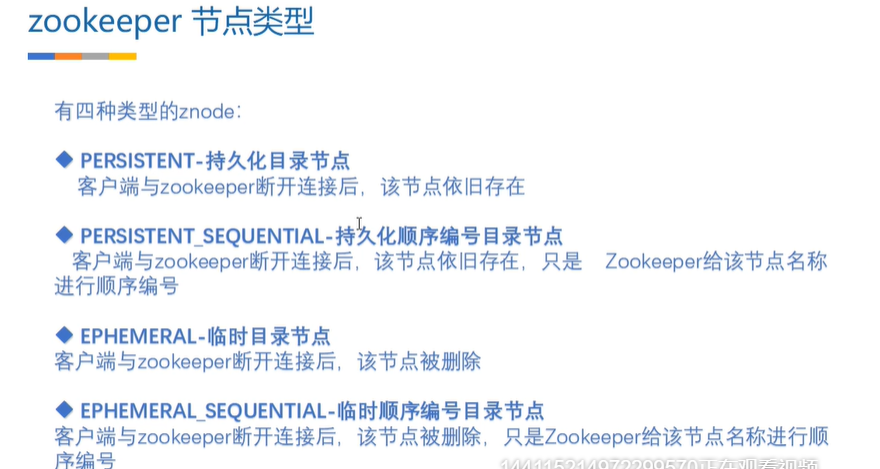 zookeeper 节点类型
有四种类型的znode：
◆ PERSISTENT-持久化目录节点
客户端与zookeeper断开连接后，该节点依旧存在
◆ PERSISTENT_SEQUENTIAL-持久化顺序编号目录节点
客户端与zookeeper断开连接后，该节点依旧存在，只是 Zookeeper给该节点名称
进行顺序编号
◆ EPHEMERAL-临时目录节点
客户端与zookeeper断开连接后，该节点被删除
◆ EPHEMERAL_SEQUENTIAL-临时顺序编号目录节点
客户端与zookeeper断开连接后，该节点被删除，只是Zookeeper给该节点名称进行顺
序编号
正在观看视频